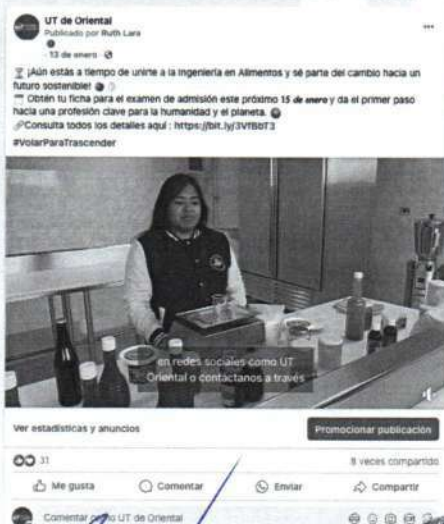 UT de Oriental
Publicado por Ruth Lara
· 13 de enero ·
¡Aún estás a tiempo de unirte a la Ingeniería en Alimentos y sé parte del cambio hacia un
futuro sostenible!
Obtén tu ficha para el examen de admisión este próximo 15 de enero y da el primer paso
hacia una profesión clave para la humanidad y el planeta.
Consulta todos los detalles aquí : https://bit.ly/3VfBbT3
#VolarParaTrascender
en redes sociales como UT
Oriental o contáctanos a través
Ver estadísticas y anuncios
Promocionar publicación
31
8 veces compartido
Me gusta
Comentar
Enviar
Compartir
Comentar como UT de Oriental